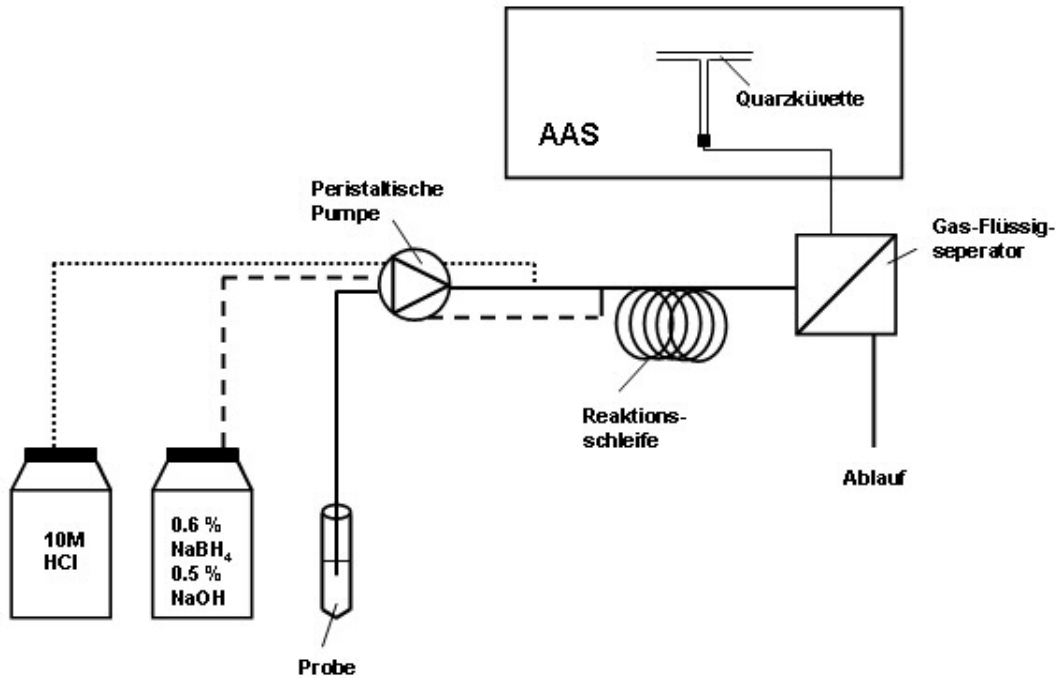 Quarzküvette
AAS
Peristaltische
Pumpe
Gas-Flüssig-
seperator
Reaktions-
schleife
Ablauf
10M
HCl
0.6 %
NaBH₄
0.5 %
NaOH
Probe